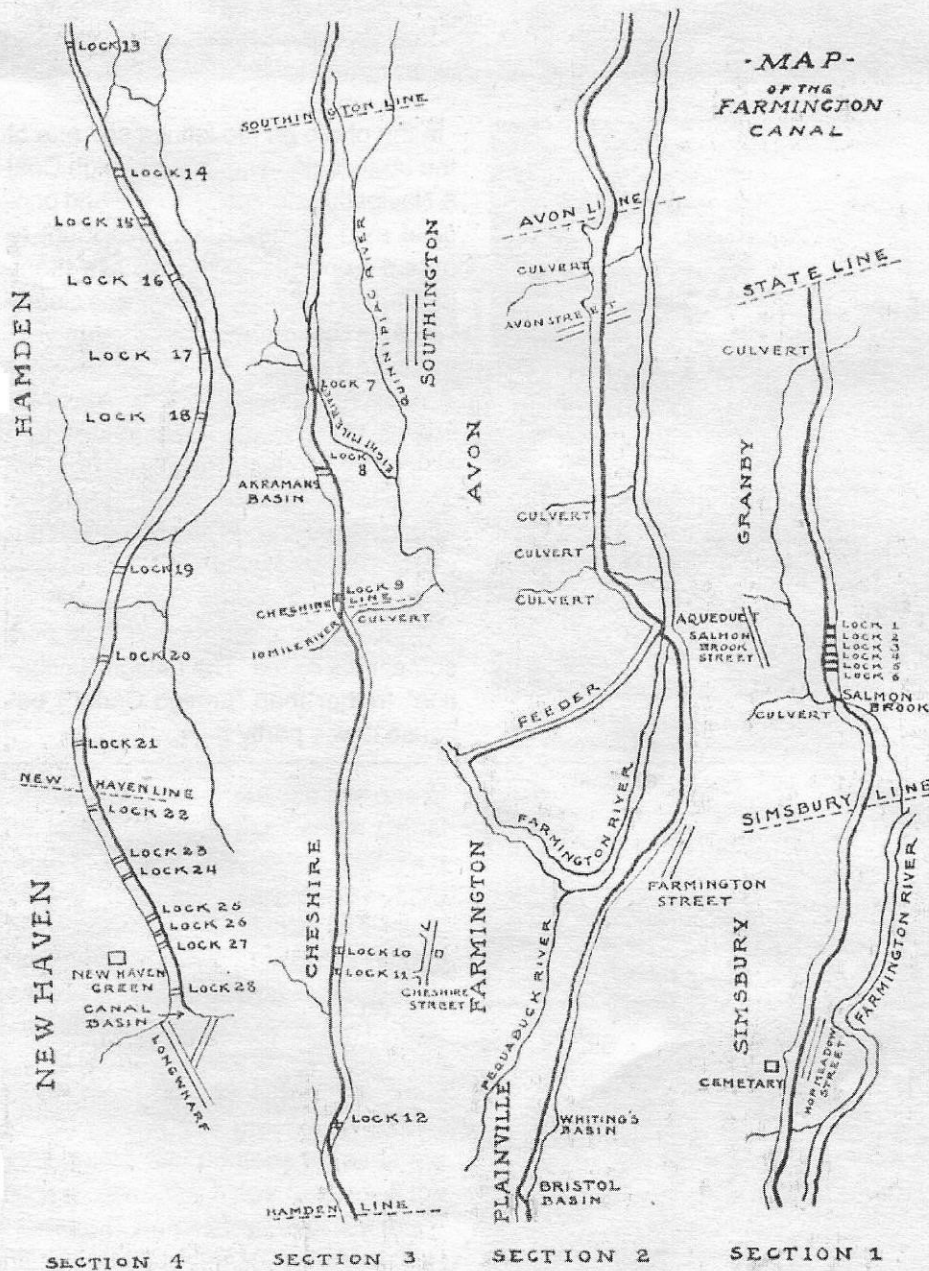 -MAP-
OF THE
FARMINGTON
CANAL
LOCK 13
LOCK 14
LOCK 15
LOCK 16
LOCK 17
LOCK 18
HAMDEN
LOCK 19
LOCK 20
LOCK 21
NEW HAVEN LINE
LOCK 22
LOCK 23
LOCK 24
LOCK 25
LOCK 26
LOCK 27
NEW HAVEN
NEW HAVEN
GREEN
LOCK 28
CANAL
BASIN
LONGWHARF
SECTION 4
SOUTHINGTON LINE
QUINNIPIAC RIVER
SOUTHINGTON
LOCK 7
EIGHT MILE RIVER
LOCK
8
AKRAMANS
BASIN
LOCK 9
CHESHIRE LINE
CULVERT
10 MILE RIVER
CHESHIRE
LOCK 10
LOCK 11
CHESHIRE
STREET
LOCK 12
HAMDEN LINE
SECTION 3
AVON LINE
CULVERT
AVON STREET
AVON
CULVERT
CULVERT
CULVERT
AQUEDUCT
FEEDER
FARMINGTON RIVER
FARMINGTON
STREET
FARMINGTON
PEQUABUCK RIVER
WHITING'S
BASIN
PLAINVILLE
BRISTOL
BASIN
SECTION 2
STATE LINE
CULVERT
GRANBY
SALMON
BROOK
STREET
LOCK 1
LOCK 2
LOCK 3
LOCK 4
LOCK 5
LOCK 6
SALMON
BROOK
CULVERT
SIMSBURY LINE
FARMINGTON RIVER
SIMSBURY
HOPMEADOW
STREET
CEMETARY
SECTION 1